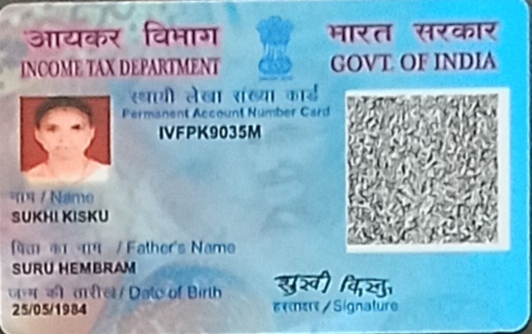 आयकर विभाग
INCOME TAX DEPARTMENT
भारत सरकार
GOVT. OF INDIA
स्थायी लेखा संख्या कार्ड
Permanent Account Number Card
IVFPK9035M
नाम / Name
SUKHI KISKU
पिता का नाम / Father's Name
SURU HEMBRAM
जन्म की तारीख / Date of Birth
25/05/1984
सुखी किस्कु
हस्ताक्षर / Signature